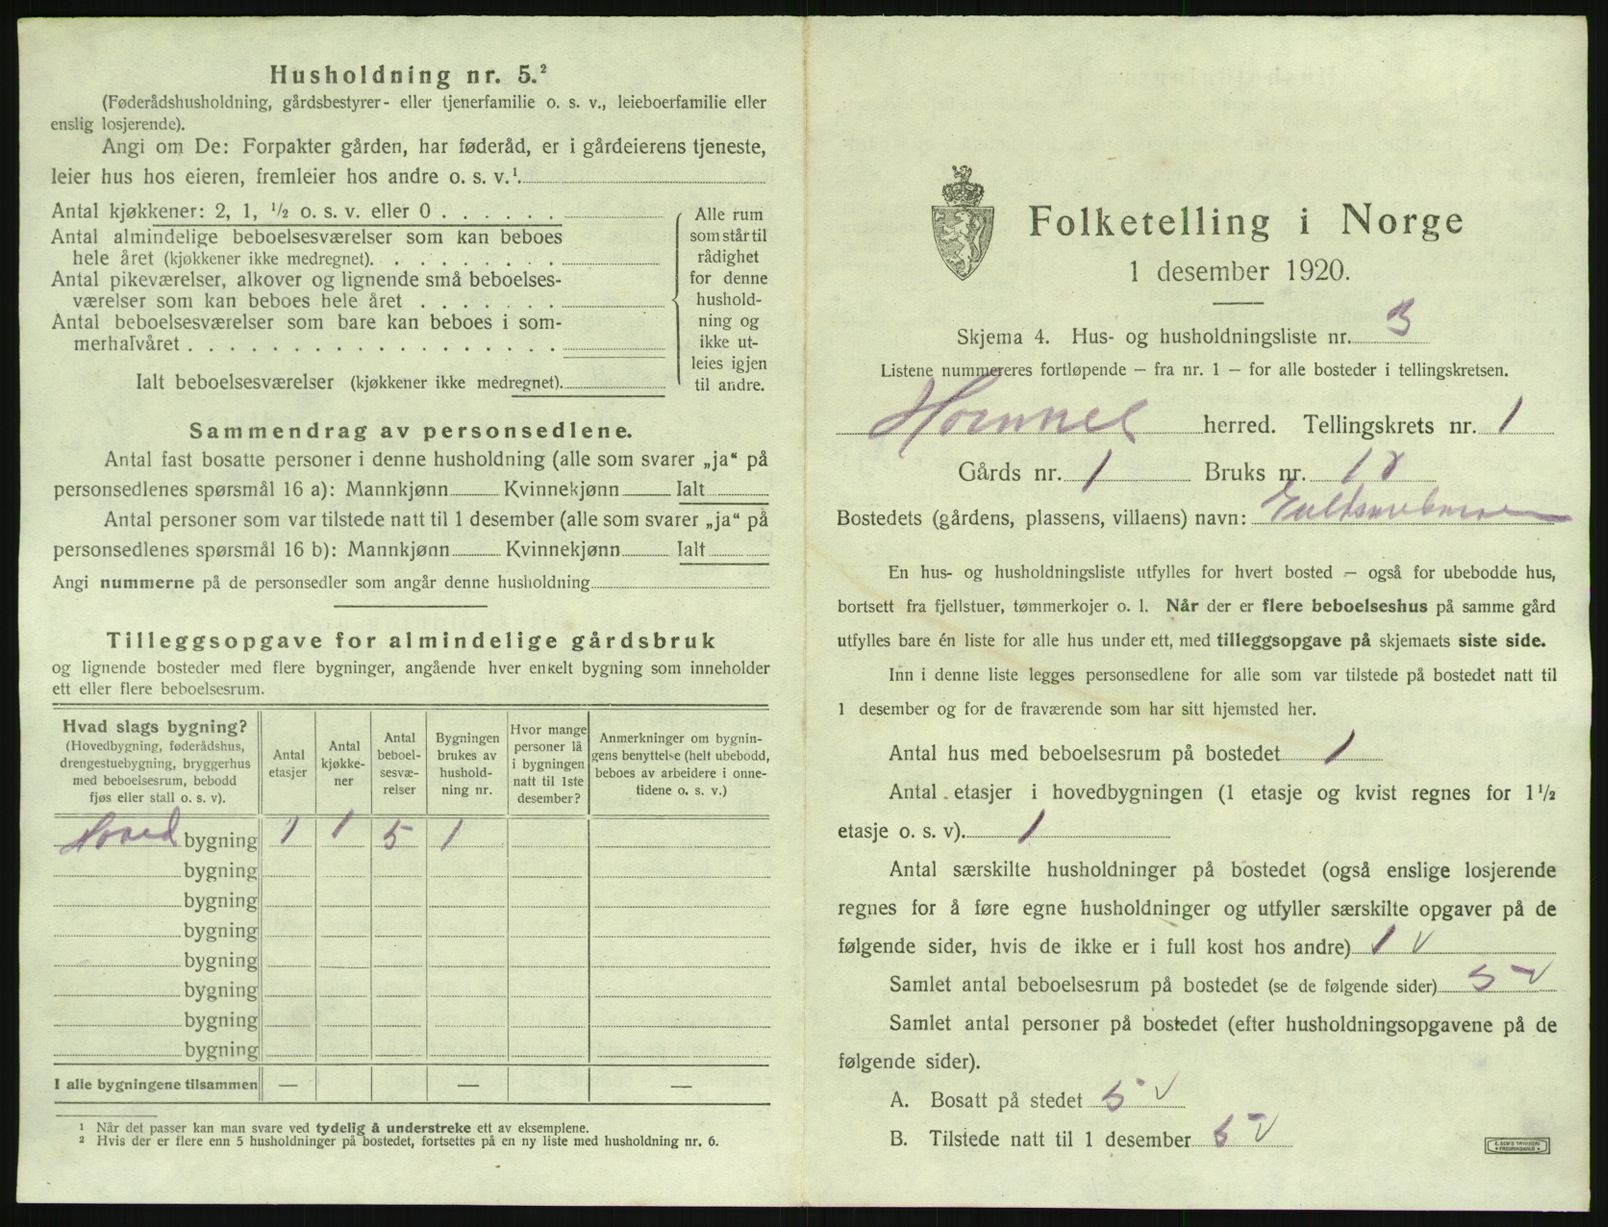 Husholdning nr. 5.²
(Føderådshusholdning, gårdsbestyrer- eller tjenerfamilie o. s. v., leieboerfamilie eller
enslig losjerende).
Angi om De: Forpakter gården, har føderåd, er i gårdeierens tjeneste,
leier hus hos eieren, fremleier hos andre o. s. v.¹
Antal kjøkkener: 2, 1, ½ o. s. v. eller 0
Antal almindelige beboelsesværelser som kan beboes
hele året (kjøkkener ikke medregnet).
Antal pikeværelser, alkover og lignende små beboelses-
værelser som kan beboes hele året
Antal beboelsesværelser som bare kan beboes i som-
merhalvåret
Ialt beboelsesværelser (kjøkkener ikke medregnet).
Alle rum
som står til
rådighet
for denne
hushold-
ning og
ikke ut-
leies igjen
til andre.
Sammendrag av personsedlene.
Antal fast bosatte personer i denne husholdning (alle som svarer „ja“ på
personsedlenes spørsmål 16 a): Mannkjønn Kvinnekjønn Ialt
Antal personer som var tilstede natt til 1 desember (alle som svarer „ja“ på
personsedlenes spørsmål 16 b): Mannkjønn Kvinnekjønn Ialt
Angi nummerne på de personsedler som angår denne husholdning
Tilleggsopgave for almindelige gårdsbruk
og lignende bosteder med flere bygninger, angående hver enkelt bygning som inneholder
ett eller flere beboelsesrum.
Hvad slags bygning?
(Hovedbygning, føderådshus,
drengestuebygning, bryggerhus
med beboelsesrum, bebodd
fjøs eller stall o. s. v).
Antal
etasjer
Antal
kjøkke-
ner
Antal
beboel-
sesvæ-
relser
Bygningen
brukes av
hushold-
ning nr.
Hvor mange
personer lå
i bygningen
natt til 1ste
desember?
Anmerkninger om bygnin-
gens benyttelse (helt ubebodd,
beboes av arbeidere i onne-
tidene o. s. v.)
Hoved bygning 1 1 5 1
bygning
bygning
bygning
bygning
bygning
bygning
bygning
I alle bygningene tilsammen — — —
¹ Når det passer kan man svare ved tydelig å understreke ett av eksemplene.
² Hvis der er flere enn 5 husholdninger på bostedet, fortsettes på en ny liste med husholdning nr. 6.
Folketelling i Norge
1 desember 1920.
Skjema 4. Hus- og husholdningsliste nr. 3
Listene nummereres fortløpende — fra nr. 1 — for alle bosteder i tellingskretsen.
Hommel herred. Tellingskrets nr. 1
Gårds nr. 1 Bruks nr. 18
Bostedets (gårdens, plassens, villaens) navn:
En hus- og husholdningsliste utfylles for hvert bosted — også for ubebodde hus,
bortsett fra fjellstuer, tømmerkojer o. l. Når der er flere beboelseshus på samme gård
utfylles bare én liste for alle hus under ett, med tilleggsopgave på skjemaets siste side.
Inn i denne liste legges personsedlene for alle som var tilstede på bostedet natt til
1 desember og for de fraværende som har sitt hjemsted her.
Antal hus med beboelsesrum på bostedet 1
Antal etasjer i hovedbygningen (1 etasje og kvist regnes for 1½
etasje o. s. v). 1
Antal særskilte husholdninger på bostedet (også enslige losjerende
regnes for å føre egne husholdninger og utfyller særskilte opgaver på de
følgende sider, hvis de ikke er i full kost hos andre) 1 v
Samlet antal beboelsesrum på bostedet (se de følgende sider) 5 v
Samlet antal personer på bostedet (efter husholdningsopgavene på de
følgende sider).
A. Bosatt på stedet 5 v
B. Tilstede natt til 1 desember 5 v